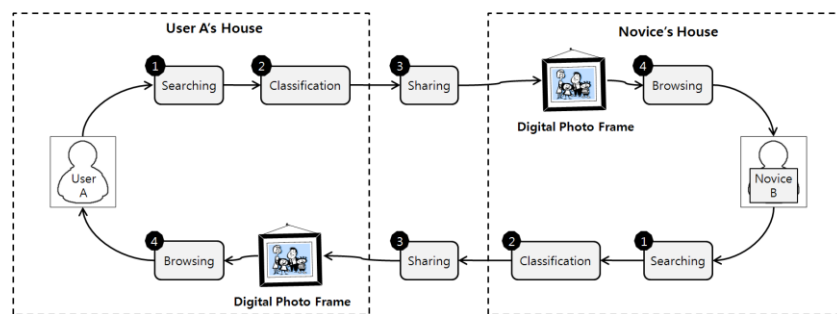 User A's House
Novice's House
1
Searching
2
Classification
3
Sharing
4
Browsing
Digital Photo Frame
User
A
Novice
B
4
Browsing
3
Sharing
2
Classification
1
Searching
Digital Photo Frame